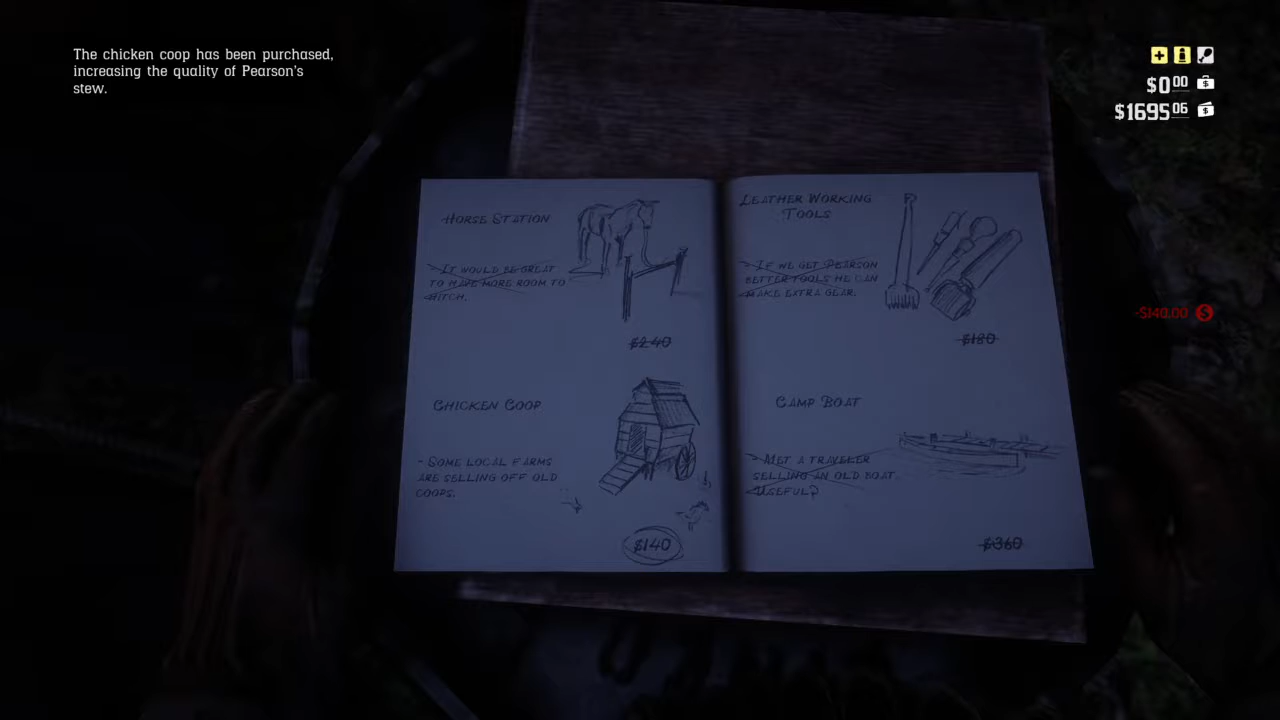 The chicken coop has been purchased,
increasing the quality of Pearson's
stew.
$0.00
$1695.06
-$140.00
HORSE STATION
- IT WOULD BE GREAT
TO HAVE MORE ROOM TO
HITCH.
$240
CHICKEN COOP
- SOME LOCAL FARMS
ARE SELLING OFF OLD
COOPS.
$140
LEATHER WORKING
TOOLS
- IF WE GET PEARSON
BETTER TOOLS HE CAN
MAKE EXTRA GEAR.
$180
CAMP BOAT
- MET A TRAVELER
SELLING AN OLD BOAT.
USEFUL?
$360